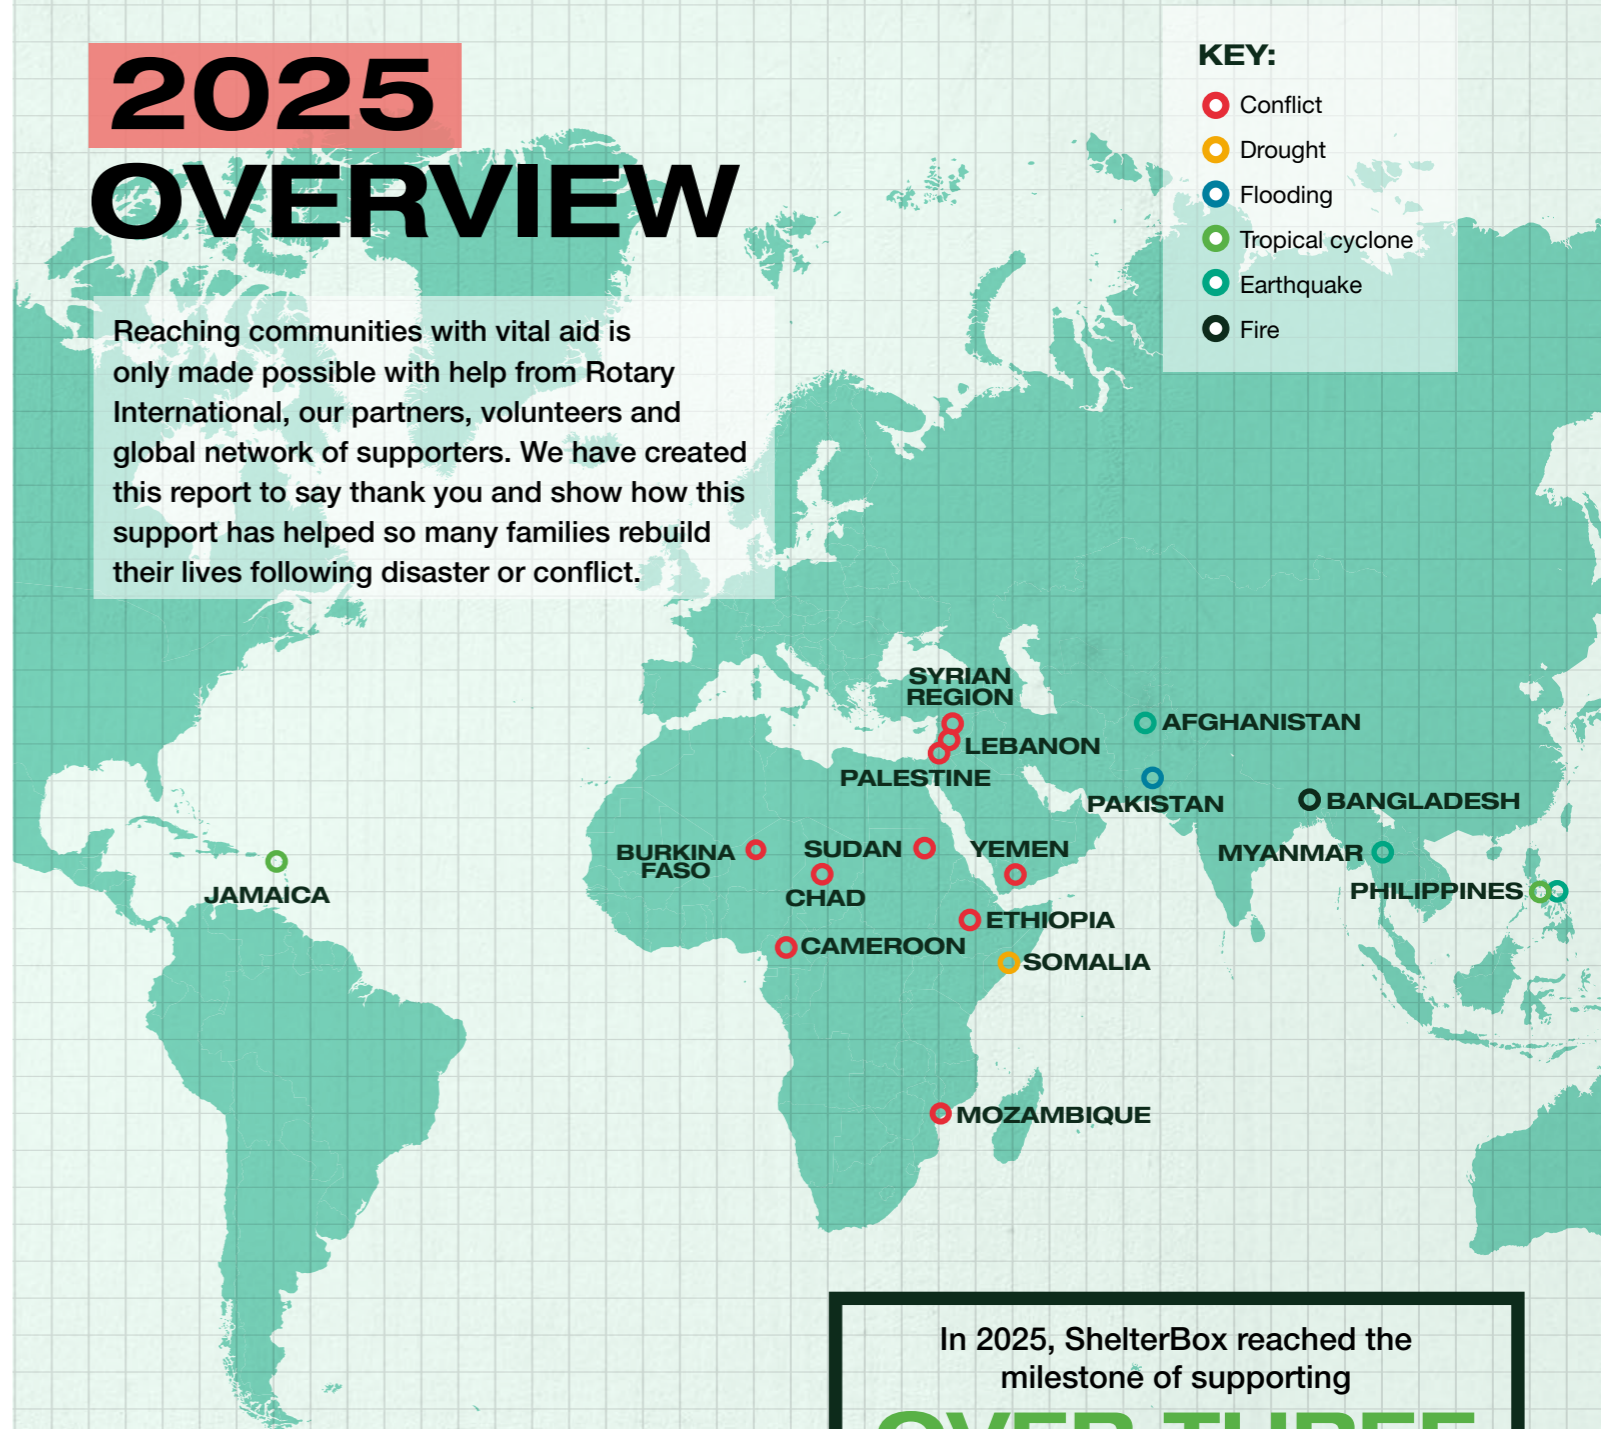 2025
OVERVIEW
Reaching communities with vital aid is
only made possible with help from Rotary
International, our partners, volunteers and
global network of supporters. We have created
this report to say thank you and show how this
support has helped so many families rebuild
their lives following disaster or conflict.
KEY:
Conflict
Drought
Flooding
Tropical cyclone
Earthquake
Fire
SYRIAN
REGION
LEBANON
PALESTINE
AFGHANISTAN
PAKISTAN
BANGLADESH
MYANMAR
PHILIPPINES
BURKINA
FASO
SUDAN
YEMEN
CHAD
ETHIOPIA
CAMEROON
SOMALIA
JAMAICA
MOZAMBIQUE
In 2025, ShelterBox reached the
milestone of supporting
OVER THREE